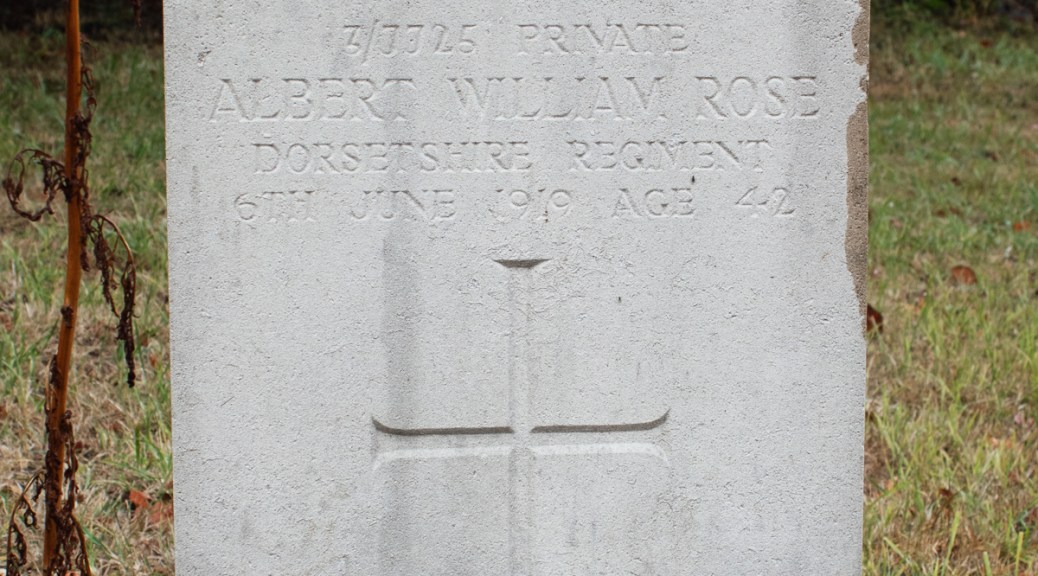 3/7725 PRIVATE
ALBERT WILLIAM ROSE
DORSETSHIRE REGIMENT
6TH JUNE 1919 AGE 42